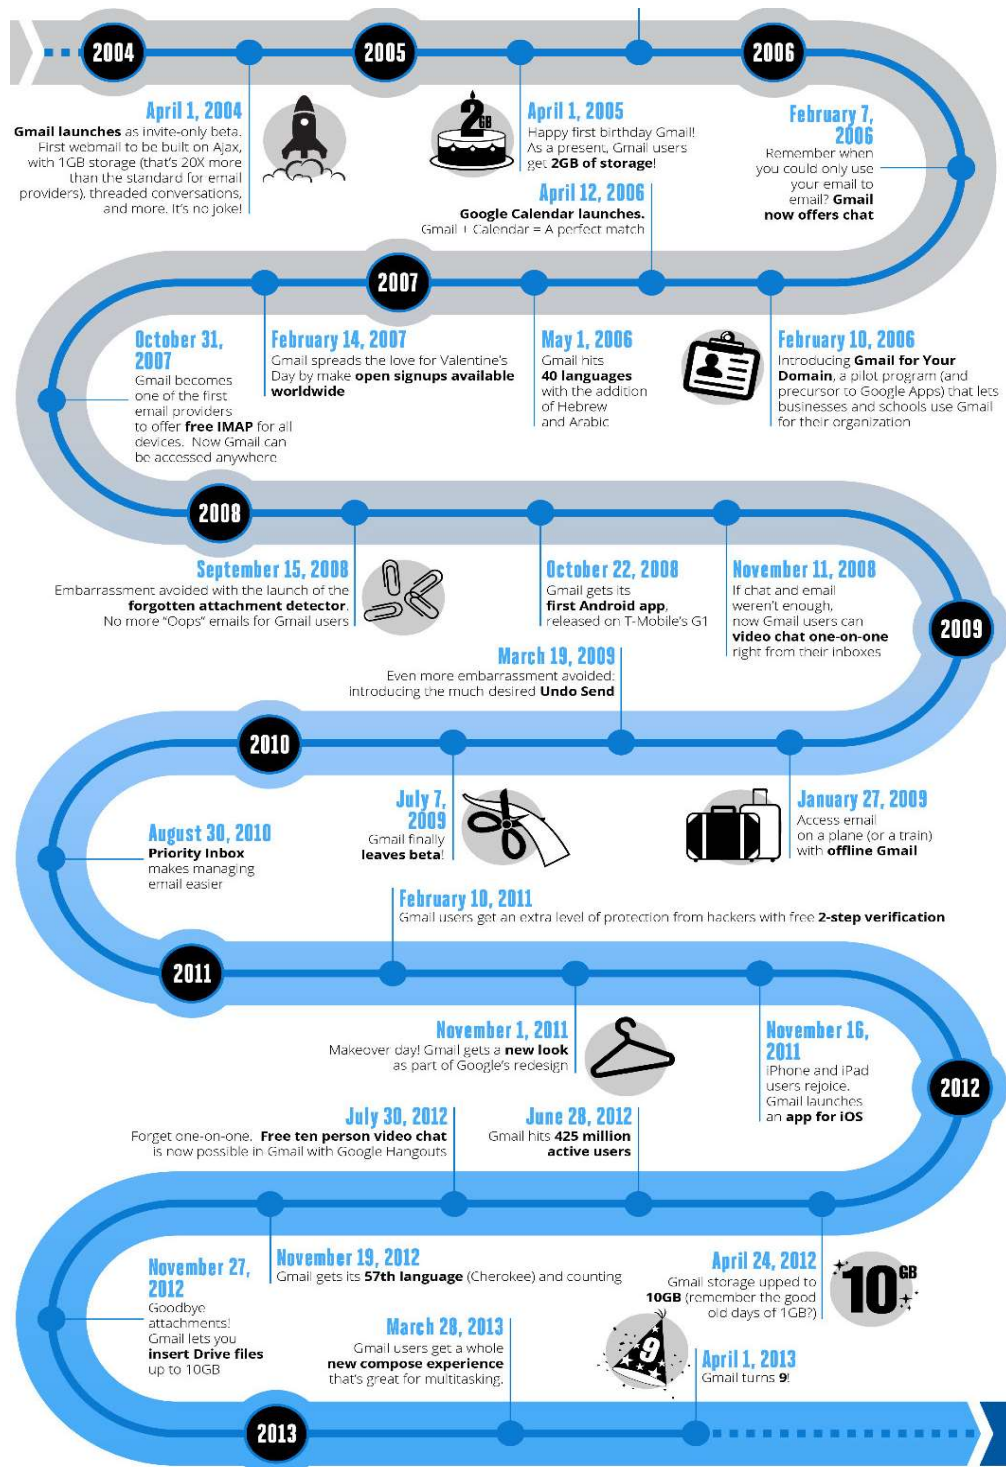 2004
2005
2006
April 1, 2004
Gmail launches as invite-only beta.
First webmail to be built on Ajax,
with 1GB storage (that's 20X more
than the standard for email
providers), threaded conversations,
and more. It's no joke!
2
GB
April 1, 2005
Happy first birthday Gmail!
As a present, Gmail users
get 2GB of storage!
February 7,
2006
Remember when
you could only use
your email to
email? Gmail
now offers chat
April 12, 2006
Google Calendar launches.
Gmail + Calendar = A perfect match
2007
October 31,
2007
Gmail becomes
one of the first
email providers
to offer free IMAP for all
devices. Now Gmail can
be accessed anywhere
February 14, 2007
Gmail spreads the love for Valentine's
Day by make open signups available
worldwide
May 1, 2006
Gmail hits
40 languages
with the addition
of Hebrew
and Arabic
February 10, 2006
Introducing Gmail for Your
Domain, a pilot program (and
precursor to Google Apps) that lets
businesses and schools use Gmail
for their organization
2008
September 15, 2008
Embarrassment avoided with the launch of the
forgotten attachment detector.
No more "Oops" emails for Gmail users
October 22, 2008
Gmail gets its
first Android app,
released on T-Mobile's G1
November 11, 2008
If chat and email
weren't enough,
now Gmail users can
video chat one-on-one
right from their inboxes
2009
March 19, 2009
Even more embarrassment avoided:
introducing the much desired Undo Send
2010
July 7,
2009
Gmail finally
leaves beta!
January 27, 2009
Access email
on a plane (or a train)
with offline Gmail
August 30, 2010
Priority Inbox
makes managing
email easier
February 10, 2011
Gmail users get an extra level of protection from hackers with free 2-step verification
2011
November 1, 2011
Makeover day! Gmail gets a new look
as part of Google's redesign
November 16,
2011
iPhone and iPad
users rejoice.
Gmail launches
an app for iOS
2012
July 30, 2012
Forget one-on-one. Free ten person video chat
is now possible in Gmail with Google Hangouts
June 28, 2012
Gmail hits 425 million
active users
November 27,
2012
Goodbye
attachments!
Gmail lets you
insert Drive files
up to 10GB
November 19, 2012
Gmail gets its 57th language (Cherokee) and counting
April 24, 2012
Gmail storage upped to
10GB (remember the good
old days of 1GB?)
10
GB
March 28, 2013
Gmail users get a whole
new compose experience
that's great for multitasking.
9
April 1, 2013
Gmail turns 9!
2013